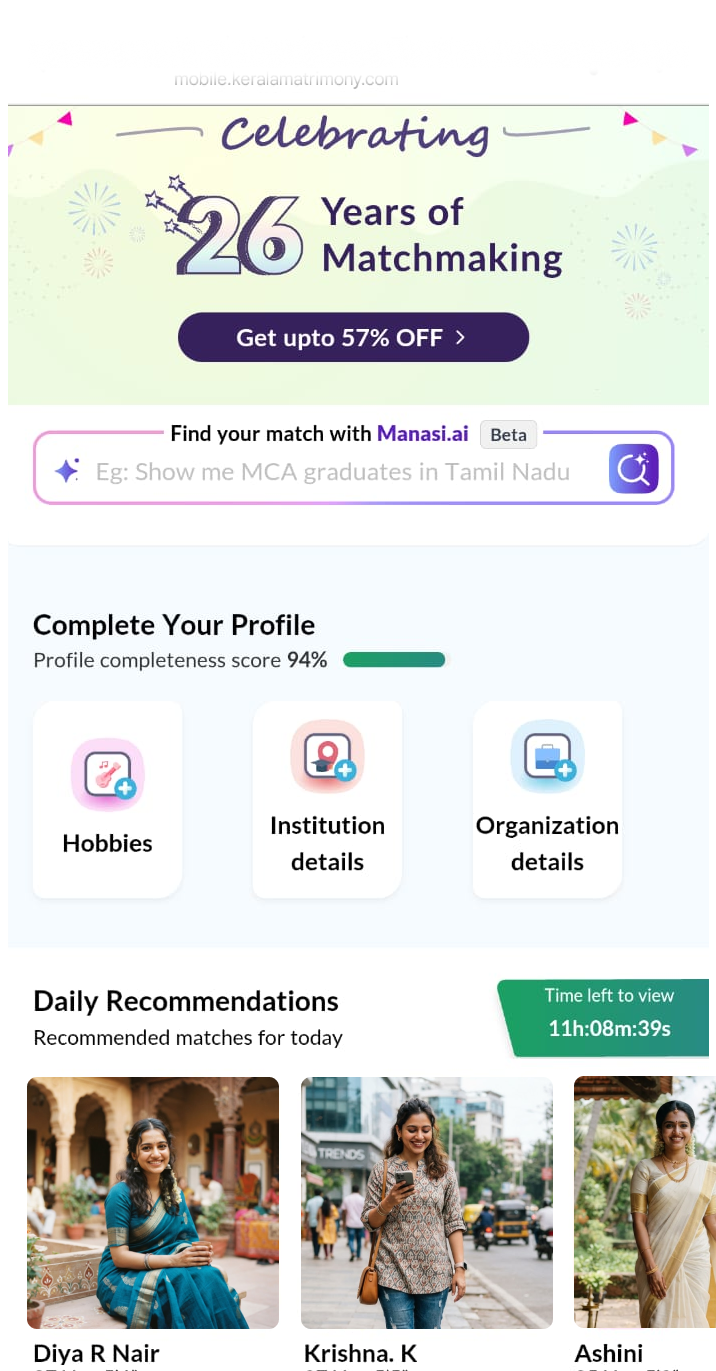 mobile.keralamatrimony.com
Celebrating
26 Years of
Matchmaking
Get upto 57% OFF >
Find your match with Manasi.ai Beta
Eg: Show me MCA graduates in Tamil Nadu
Complete Your Profile
Profile completeness score 94%
Hobbies
Institution
details
Organization
details
Daily Recommendations
Recommended matches for today
Time left to view
11h:08m:39s
TRENDS
Diya R Nair
Krishna. K
Ashini